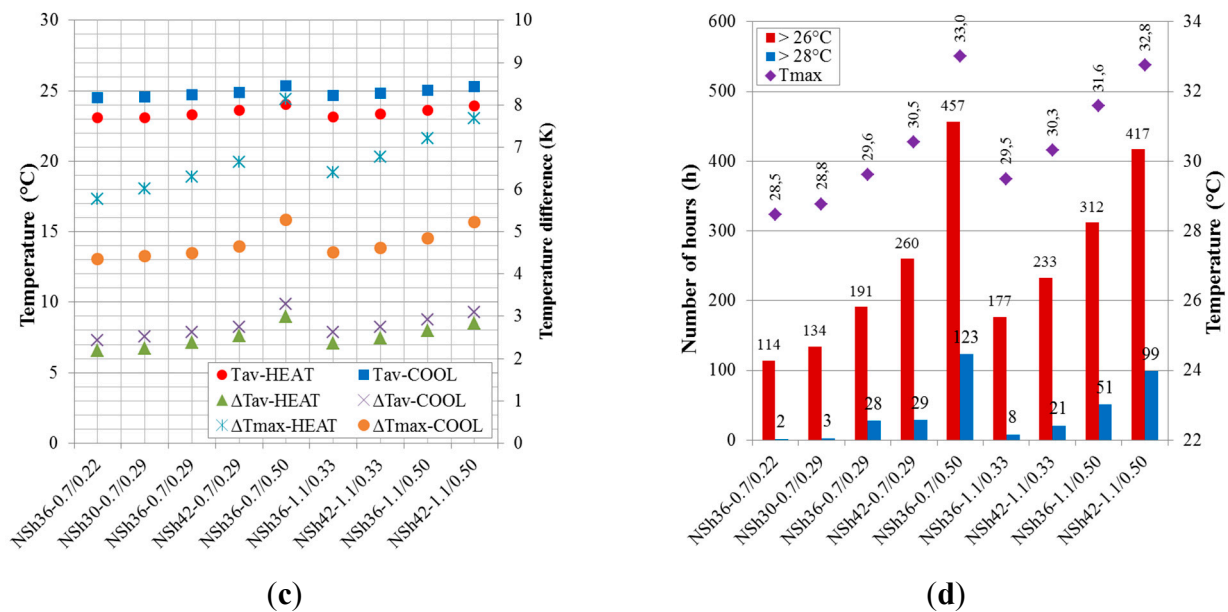 30
25
20
15
10
5
0
Temperature (°C)
10
9
8
7
6
5
4
3
2
1
0
Temperature difference (K)
Tav-HEAT Tav-COOL
ΔTav-HEAT ΔTav-COOL
ΔTmax-HEAT ΔTmax-COOL
NSh36-0.7/0.22
NSh30-0.7/0.29
NSh36-0.7/0.29
NSh42-0.7/0.29
NSh36-0.7/0.50
NSh36-1.1/0.33
NSh42-1.1/0.33
NSh36-1.1/0.50
NSh42-1.1/0.50
(c)
600
500
400
300
200
100
0
Number of hours (h)
> 26°C
> 28°C
Tmax
28,5
28,8
29,6
30,5
33,0
29,5
30,3
31,6
32,8
114
134
191
260
457
177
233
312
417
2
3
28
29
123
8
21
51
99
34
32
30
28
26
24
22
Temperature (°C)
NSh36-0.7/0.22
NSh30-0.7/0.29
NSh36-0.7/0.29
NSh42-0.7/0.29
NSh36-0.7/0.50
NSh36-1.1/0.33
NSh42-1.1/0.33
NSh36-1.1/0.50
NSh42-1.1/0.50
(d)